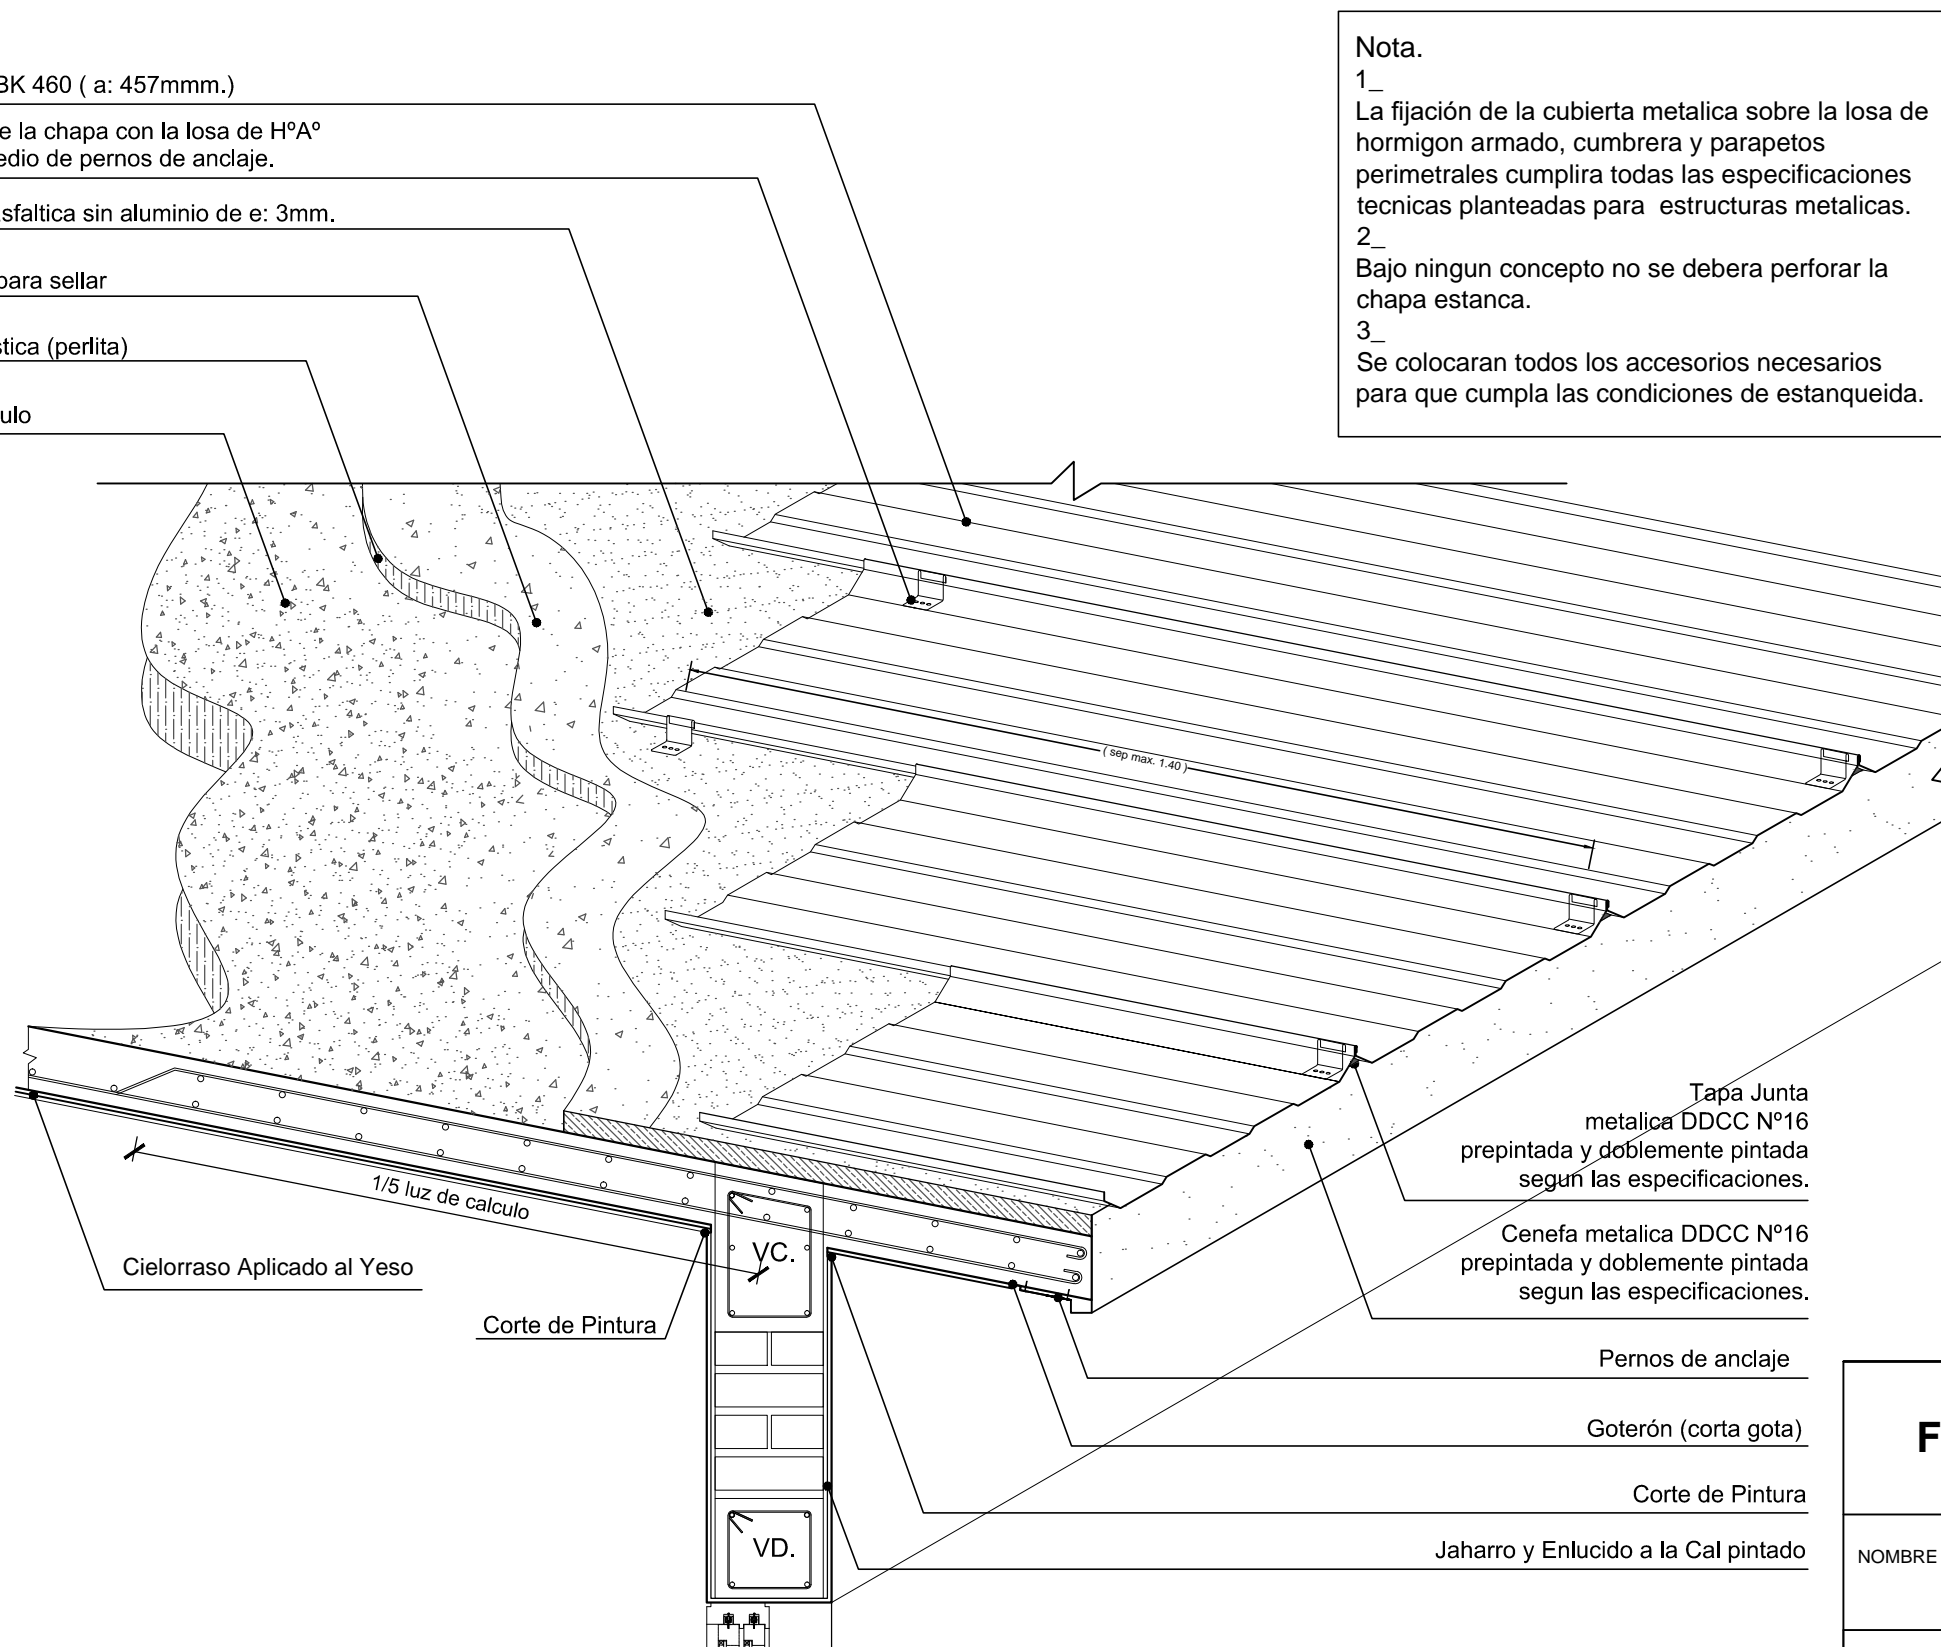 BK 460 ( a: 457mmm.)
e la chapa con la losa de HºAº
edio de pernos de anclaje.
sfaltica sin aluminio de e: 3mm.
para sellar
stica (perlita)
ulo
Nota.
1_
La fijación de la cubierta metalica sobre la losa de
hormigon armado, cumbrera y parapetos
perimetrales cumplira todas las especificaciones
tecnicas planteadas para estructuras metalicas.
2_
Bajo ningun concepto no se debera perforar la
chapa estanca.
3_
Se colocaran todos los accesorios necesarios
para que cumpla las condiciones de estanqueida.
( sep max. 1.40 )
Tapa Junta
metalica DDCC Nº16
prepintada y doblemente pintada
segun las especificaciones.
Cenefa metalica DDCC Nº16
prepintada y doblemente pintada
segun las especificaciones.
Pernos de anclaje
Goterón (corta gota)
Corte de Pintura
Jaharro y Enlucido a la Cal pintado
1/5 luz de calculo
Cielorraso Aplicado al Yeso
Corte de Pintura
VC.
VD.
F
NOMBRE